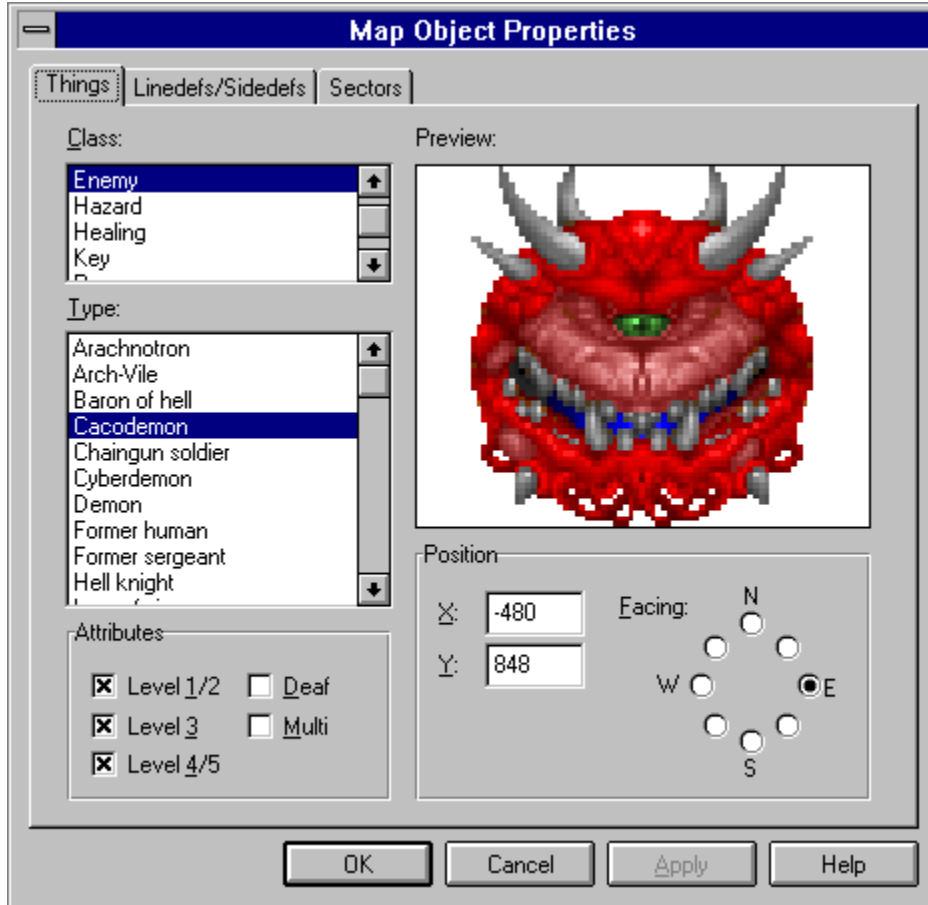 Map Object Properties
Things
Linedefs/Sidedefs
Sectors
Class:
Enemy
Hazard
Healing
Key
Type:
Arachnotron
Arch-Vile
Baron of hell
Cacodemon
Chaingun soldier
Cyberdemon
Demon
Former human
Former sergeant
Hell knight
Attributes
Level 1/2
Deaf
Level 3
Multi
Level 4/5
Preview:
Position
X:
-480
Y:
848
Facing:
N
W
E
S
OK
Cancel
Apply
Help